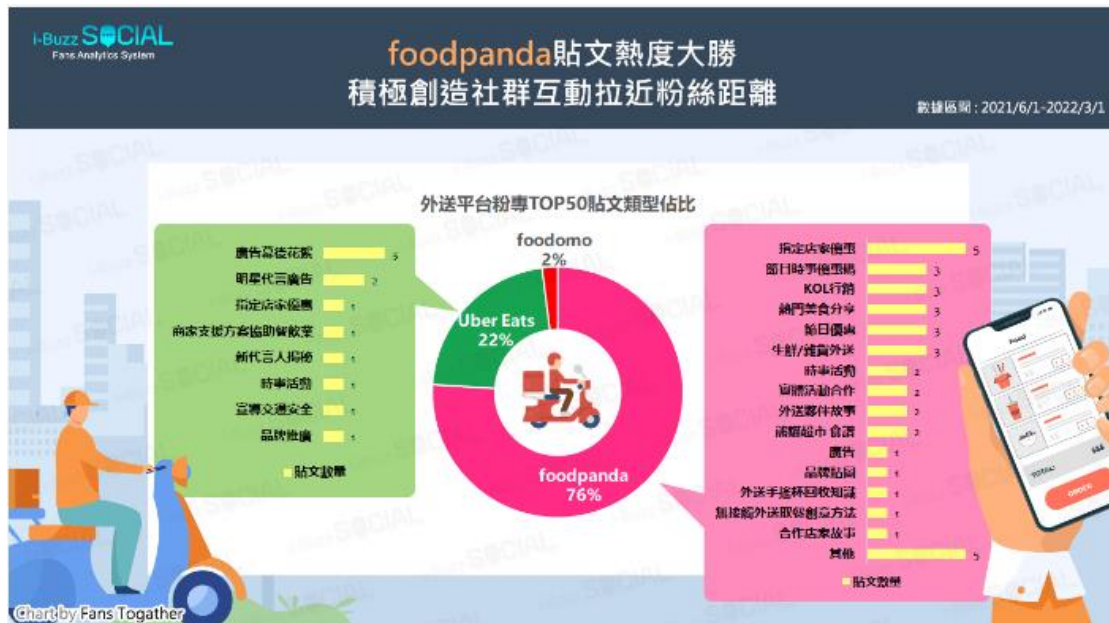 i-Buzz SOCIAL
Fans Analytics System
foodpanda貼文熱度大勝
積極創造社群互動拉近粉絲距離
數據區間 : 2021/6/1-2022/3/1
外送平台粉專TOP50貼文類型佔比
廣告幕後花絮
明星代言廣告 2
指定店家優惠 1
商家支援方案協助餐飲業 1
新代言人揭秘 1
時事活動 1
宣導交通安全 1
品牌推廣 1
貼文數量
foodomo
2%
Uber Eats
22%
foodpanda
76%
指定店家優惠 5
節日時事優惠碼 3
KOL行銷 3
熱門美食分享 3
節日優惠 3
生鮮/雜貨外送 3
時事活動 2
實體活動合作 2
外送夥伴故事 2
熊貓超市 2
廣告 1
品牌貼圖 1
外送手搖杯回收知識 1
無接觸外送取餐創意方法 1
合作店家故事 1
其他 5
貼文數量
ORDER
Chart by Fans Togather